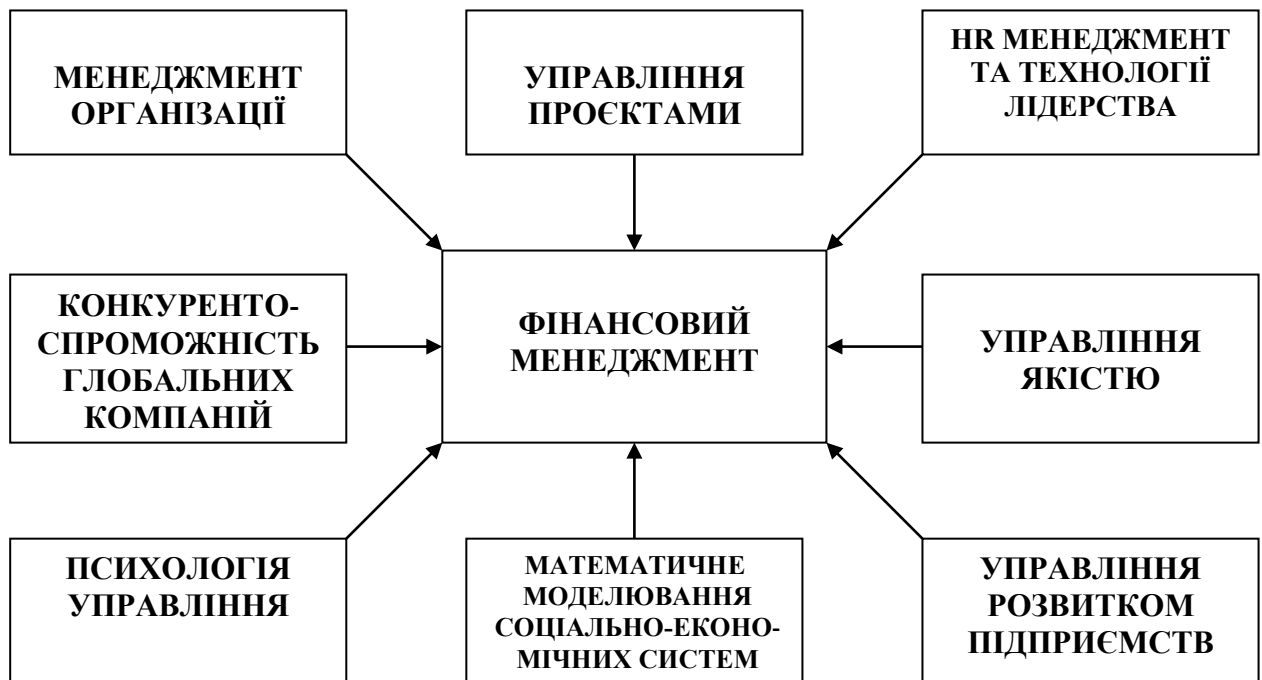 МЕНЕДЖМЕНТ
ОРГАНІЗАЦІЇ
УПРАВЛІННЯ
ПРОЄКТАМИ
HR МЕНЕДЖМЕНТ
ТА ТЕХНОЛОГІЇ
ЛІДЕРСТВА
КОНКУРЕНТО-
СПРОМОЖНІСТЬ
ГЛОБАЛЬНИХ
КОМПАНІЙ
ФІНАНСОВИЙ
МЕНЕДЖМЕНТ
УПРАВЛІННЯ
ЯКІСТЮ
ПСИХОЛОГІЯ
УПРАВЛІННЯ
МАТЕМАТИЧНЕ
МОДЕЛЮВАННЯ
СОЦІАЛЬНО-ЕКОНО-
МІЧНИХ СИСТЕМ
УПРАВЛІННЯ
РОЗВИТКОМ
ПІДПРИЄМСТВ